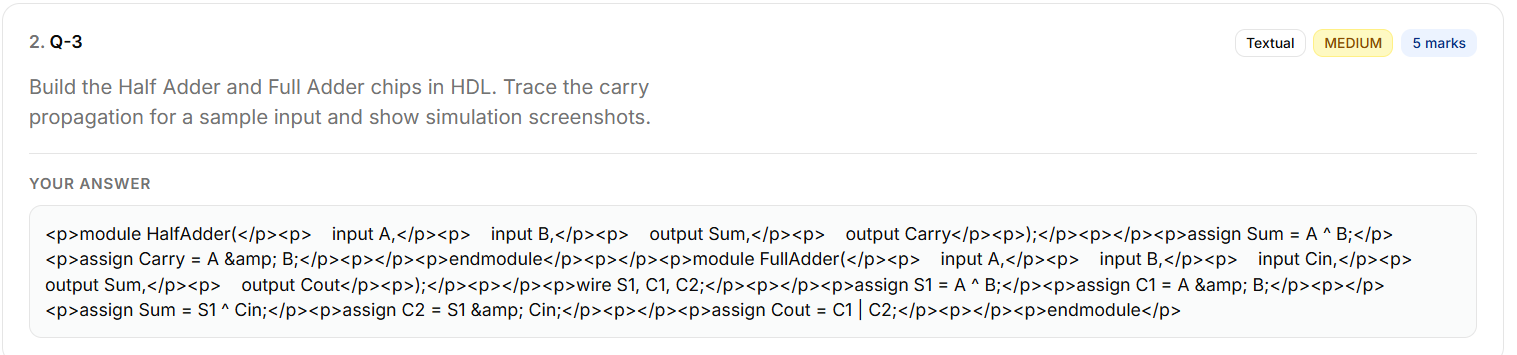 2. Q-3
Textual MEDIUM 5 marks
Build the Half Adder and Full Adder chips in HDL. Trace the carry
propagation for a sample input and show simulation screenshots.
YOUR ANSWER
<p>module HalfAdder(</p><p>    input A,</p><p>    input B,</p><p>    output Sum,</p><p>    output Carry</p><p>);</p><p></p><p>assign Sum = A ^ B;</p>
<p>assign Carry = A &amp; B;</p><p></p><p>endmodule</p><p></p><p>module FullAdder(</p><p>    input A,</p><p>    input B,</p><p>    input Cin,</p><p>
output Sum,</p><p>    output Cout</p><p>);</p><p></p><p>wire S1, C1, C2;</p><p></p><p>assign S1 = A ^ B;</p><p>assign C1 = A &amp; B;</p><p></p>
<p>assign Sum = S1 ^ Cin;</p><p>assign C2 = S1 &amp; Cin;</p><p></p><p>assign Cout = C1 | C2;</p><p></p><p>endmodule</p>